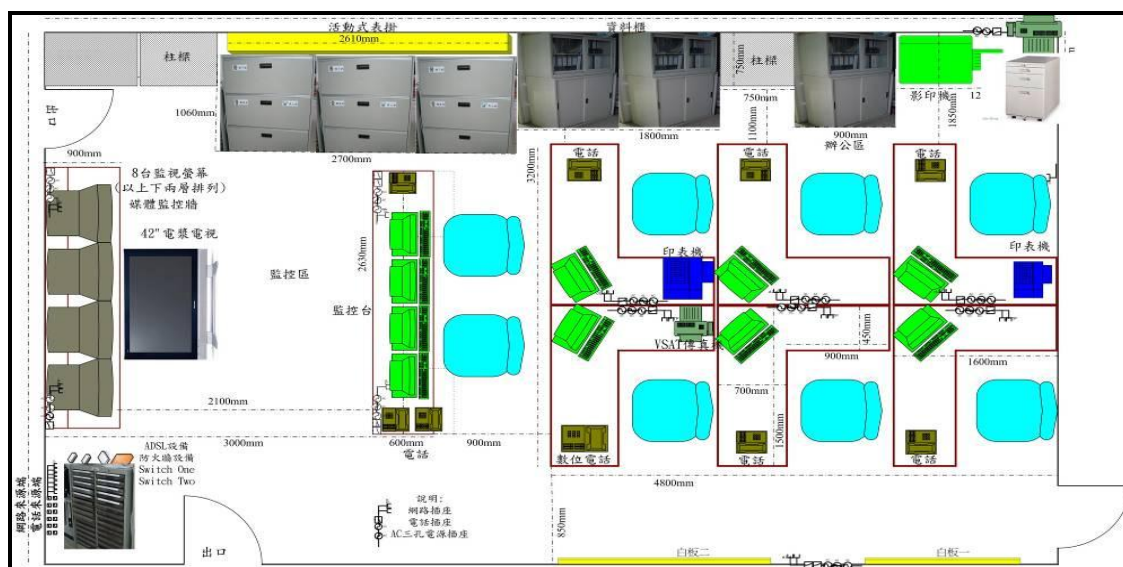 活動式表掛
2610mm
資料櫃
柱樑
750mm
柱樑
影印機
12
出口
1060mm
750mm
1100mm
1850mm
900mm
2700mm
1800mm
900mm
辦公區
3200mm
電話
電話
電話
8台監視螢幕
(以上下兩層排列)
媒體監控牆
42"電漿電視
監控區
2630mm
監控台
印表機
印表機
VSAT傳真機
450mm
900mm
1600mm
700mm
2100mm
1500mm
3000mm
600mm
900mm
電話
數位電話
電話
電話
4800mm
ADSL設備
防火牆設備
Switch One
Switch Two
網路來源端
電話來源端
說明:
網路插座
電話插座
AC三孔電源插座
850mm
出口
白板二
白板一